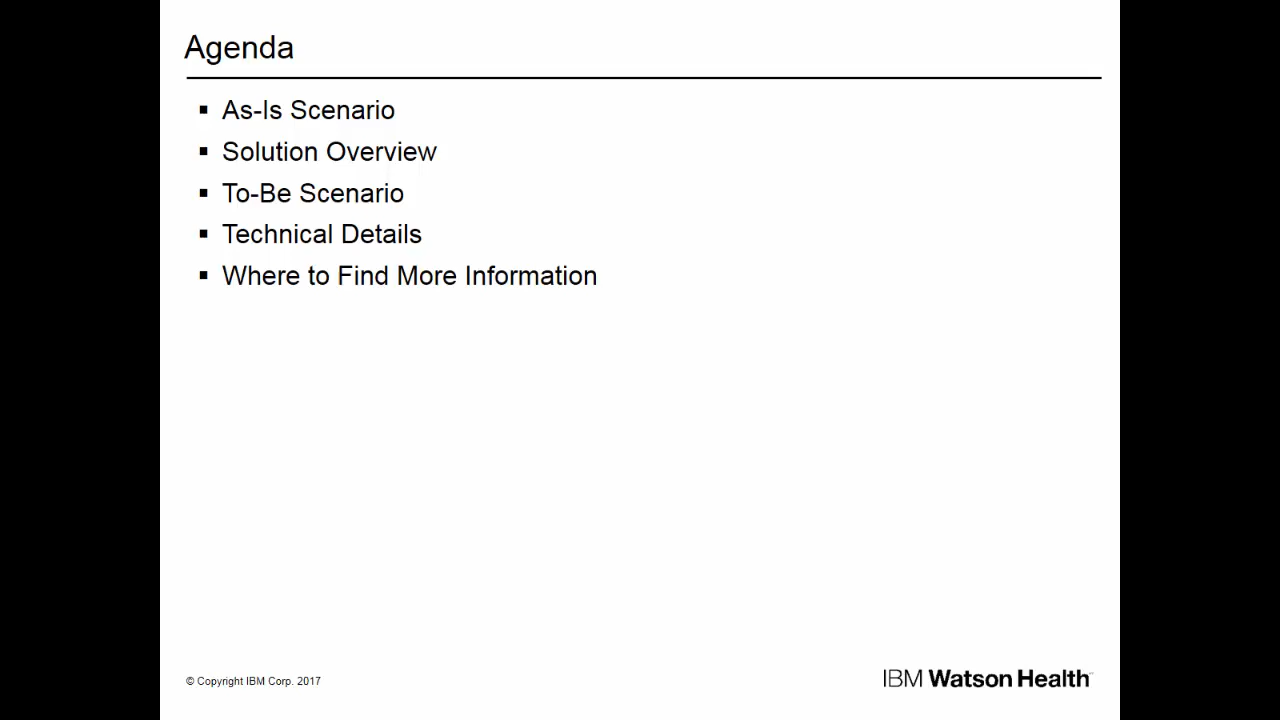 Agenda
▪ As-Is Scenario
▪ Solution Overview
▪ To-Be Scenario
▪ Technical Details
▪ Where to Find More Information
© Copyright IBM Corp. 2017
IBM Watson Health™